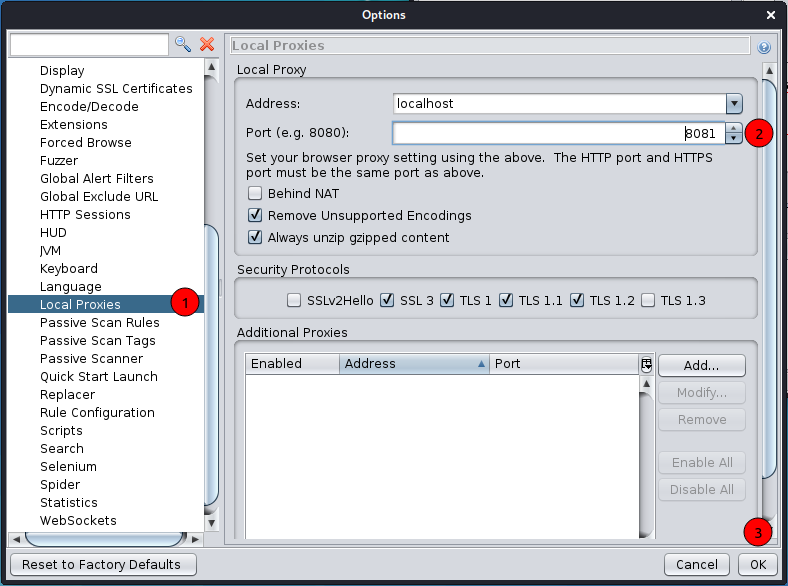 Options
Local Proxies
Display
Dynamic SSL Certificates
Encode/Decode
Extensions
Forced Browse
Fuzzer
Global Alert Filters
Global Exclude URL
HTTP Sessions
HUD
JVM
Keyboard
Language
Local Proxies
1
Passive Scan Rules
Passive Scan Tags
Passive Scanner
Quick Start Launch
Replacer
Rule Configuration
Scripts
Search
Selenium
Spider
Statistics
WebSockets
Local Proxy
Address: localhost
Port (e.g. 8080): 8081
2
Set your browser proxy setting using the above. The HTTP port and HTTPS
port must be the same port as above.
Behind NAT
Remove Unsupported Encodings
Always unzip gzipped content
Security Protocols
SSLv2Hello SSL 3 TLS 1 TLS 1.1 TLS 1.2 TLS 1.3
Additional Proxies
Enabled Address Port
Add...
Modify...
Remove
Enable All
Disable All
3
Reset to Factory Defaults Cancel OK